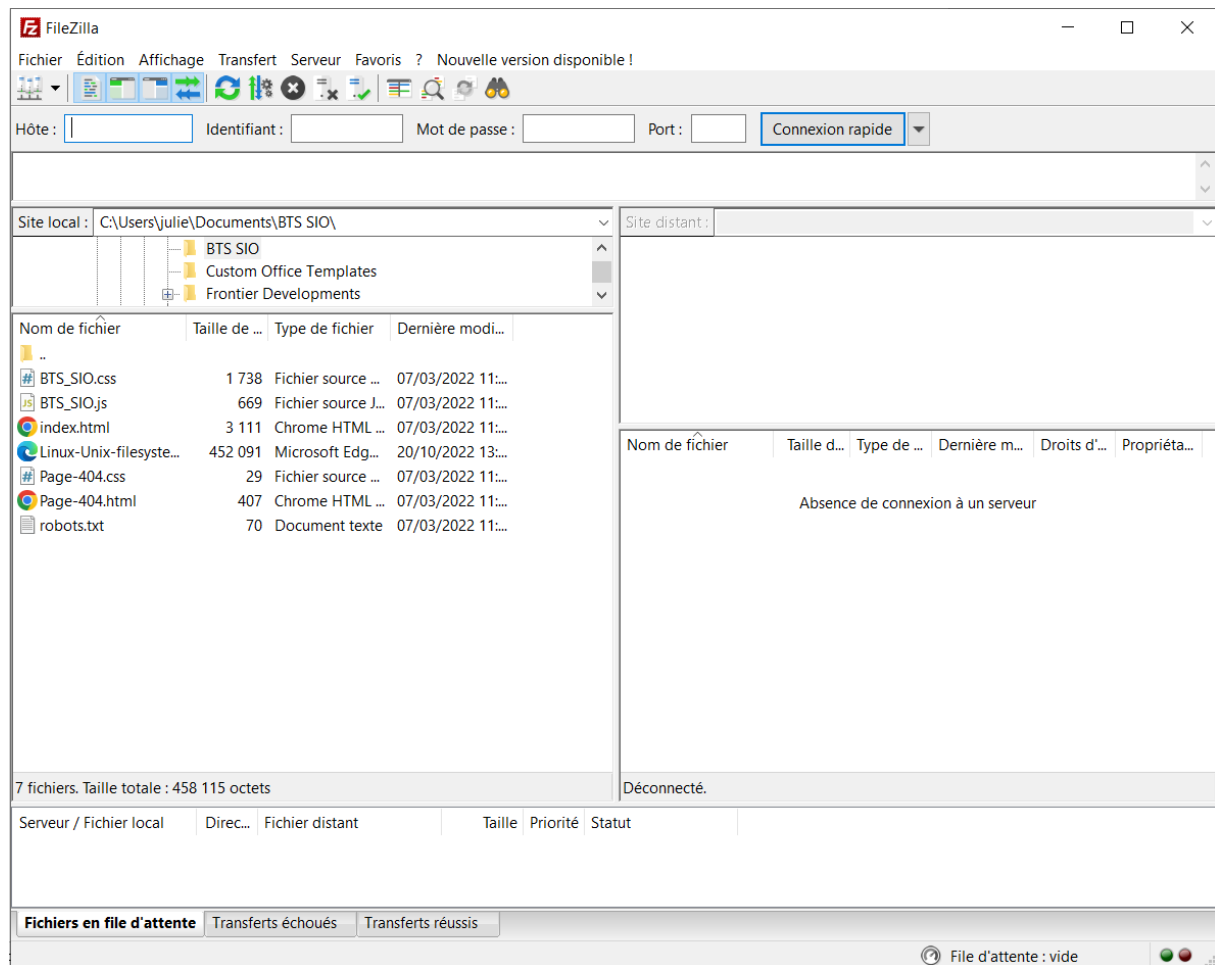 FileZilla
Fichier Édition Affichage Transfert Serveur Favoris ? Nouvelle version disponible !
Hôte : Identifiant : Mot de passe : Port : Connexion rapide
Site local : C:\Users\julie\Documents\BTS SIO\
BTS SIO
Custom Office Templates
Frontier Developments
Nom de fichier Taille de ... Type de fichier Dernière modi...
..
BTS_SIO.css 1 738 Fichier source ... 07/03/2022 11:...
BTS_SIO.js 669 Fichier source J... 07/03/2022 11:...
index.html 3 111 Chrome HTML ... 07/03/2022 11:...
Linux-Unix-filesyste... 452 091 Microsoft Edg... 20/10/2022 13:...
Page-404.css 29 Fichier source ... 07/03/2022 11:...
Page-404.html 407 Chrome HTML ... 07/03/2022 11:...
robots.txt 70 Document texte 07/03/2022 11:...
7 fichiers. Taille totale : 458 115 octets
Site distant :
Nom de fichier Taille d... Type de ... Dernière m... Droits d'... Propriéta...
Absence de connexion à un serveur
Déconnecté.
Serveur / Fichier local Direc... Fichier distant Taille Priorité Statut
Fichiers en file d'attente Transferts échoués Transferts réussis
File d'attente : vide